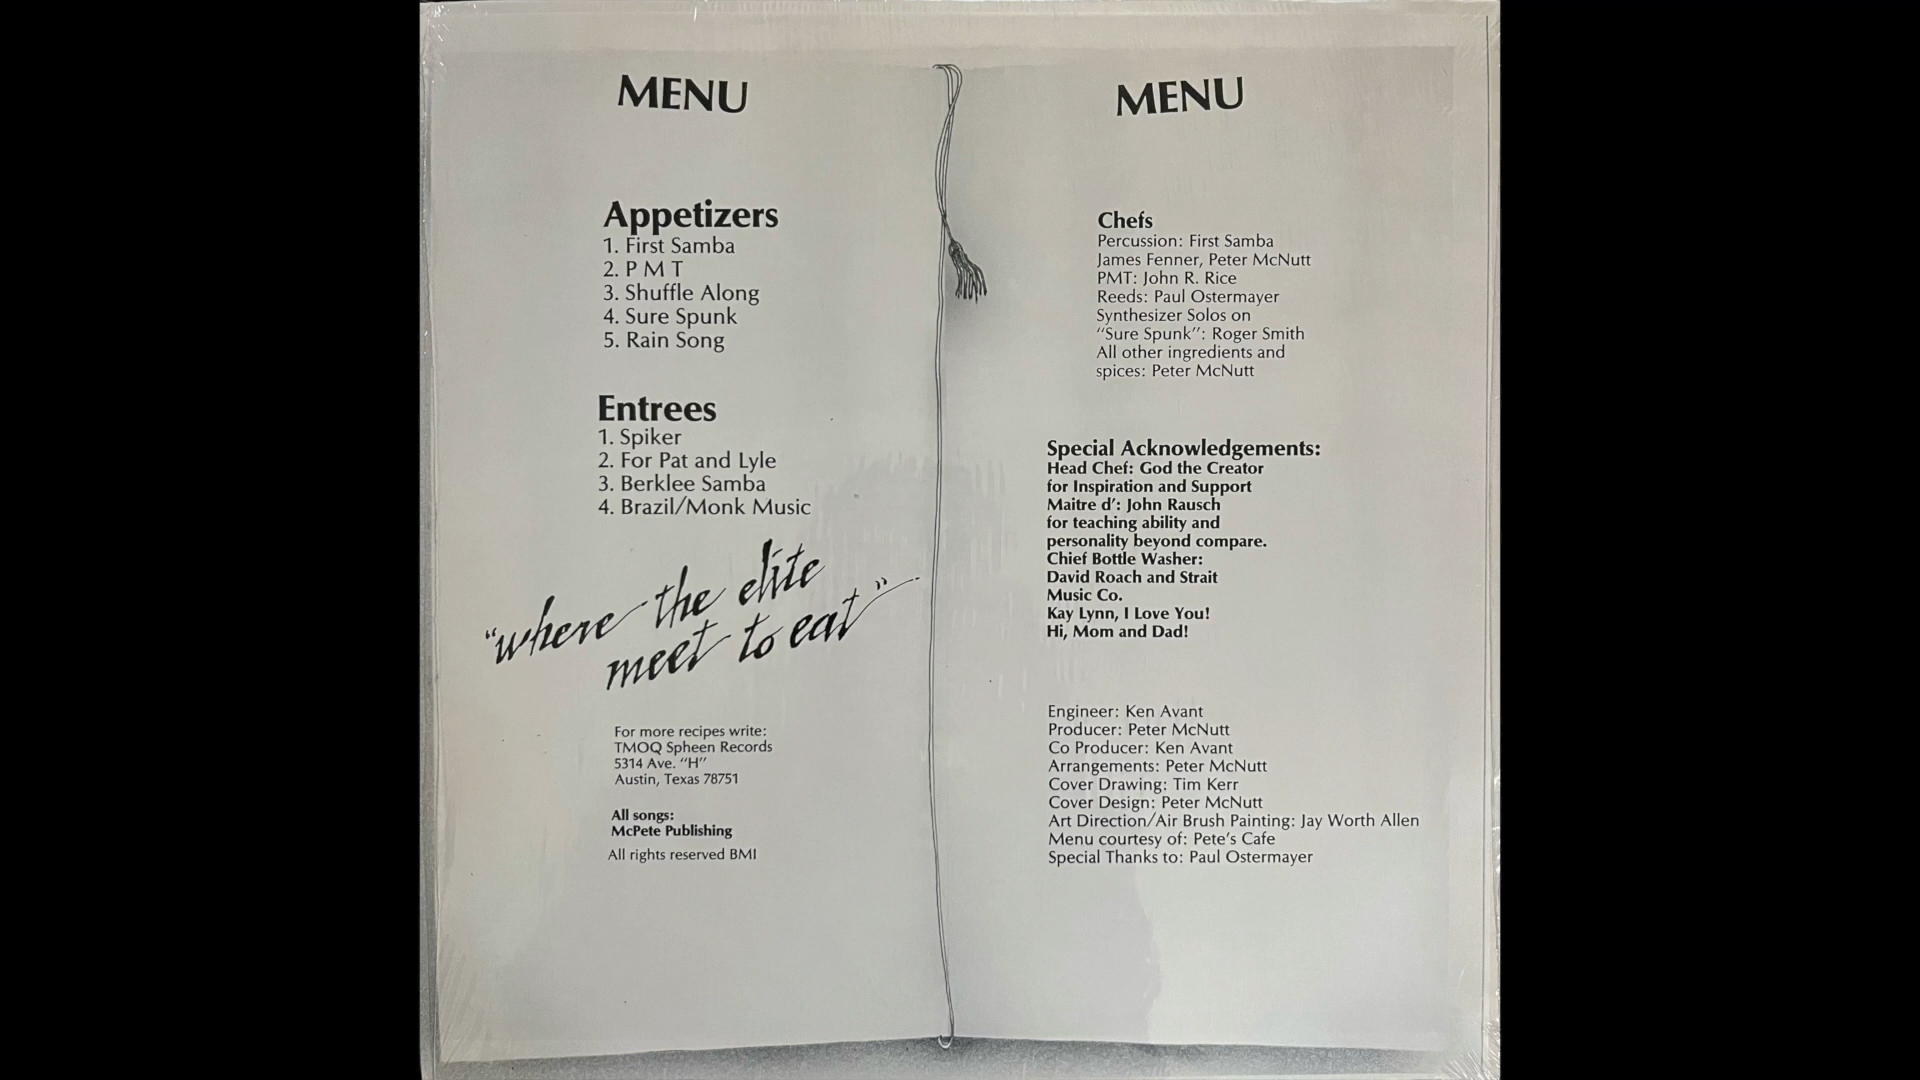 MENU
Appetizers
1. First Samba
2. P M T
3. Shuffle Along
4. Sure Spunk
5. Rain Song
Entrees
1. Spiker
2. For Pat and Lyle
3. Berklee Samba
4. Brazil/Monk Music
"where the elite
meet to eat"
For more recipes write:
TMOQ Spheen Records
5314 Ave. "H"
Austin, Texas 78751
All songs:
McPete Publishing
All rights reserved BMI
MENU
Chefs
Percussion: First Samba
James Fenner, Peter McNutt
PMT: John R. Rice
Reeds: Paul Ostermayer
Synthesizer Solos on
"Sure Spunk": Roger Smith
All other ingredients and
spices: Peter McNutt
Special Acknowledgements:
Head Chef: God the Creator
for Inspiration and Support
Maitre d': John Rausch
for teaching ability and
personality beyond compare.
Chief Bottle Washer:
David Roach and Strait
Music Co.
Kay Lynn, I Love You!
Hi, Mom and Dad!
Engineer: Ken Avant
Producer: Peter McNutt
Co Producer: Ken Avant
Arrangements: Peter McNutt
Cover Drawing: Tim Kerr
Cover Design: Peter McNutt
Art Direction/Air Brush Painting: Jay Worth Allen
Menu courtesy of: Pete's Cafe
Special Thanks to: Paul Ostermayer